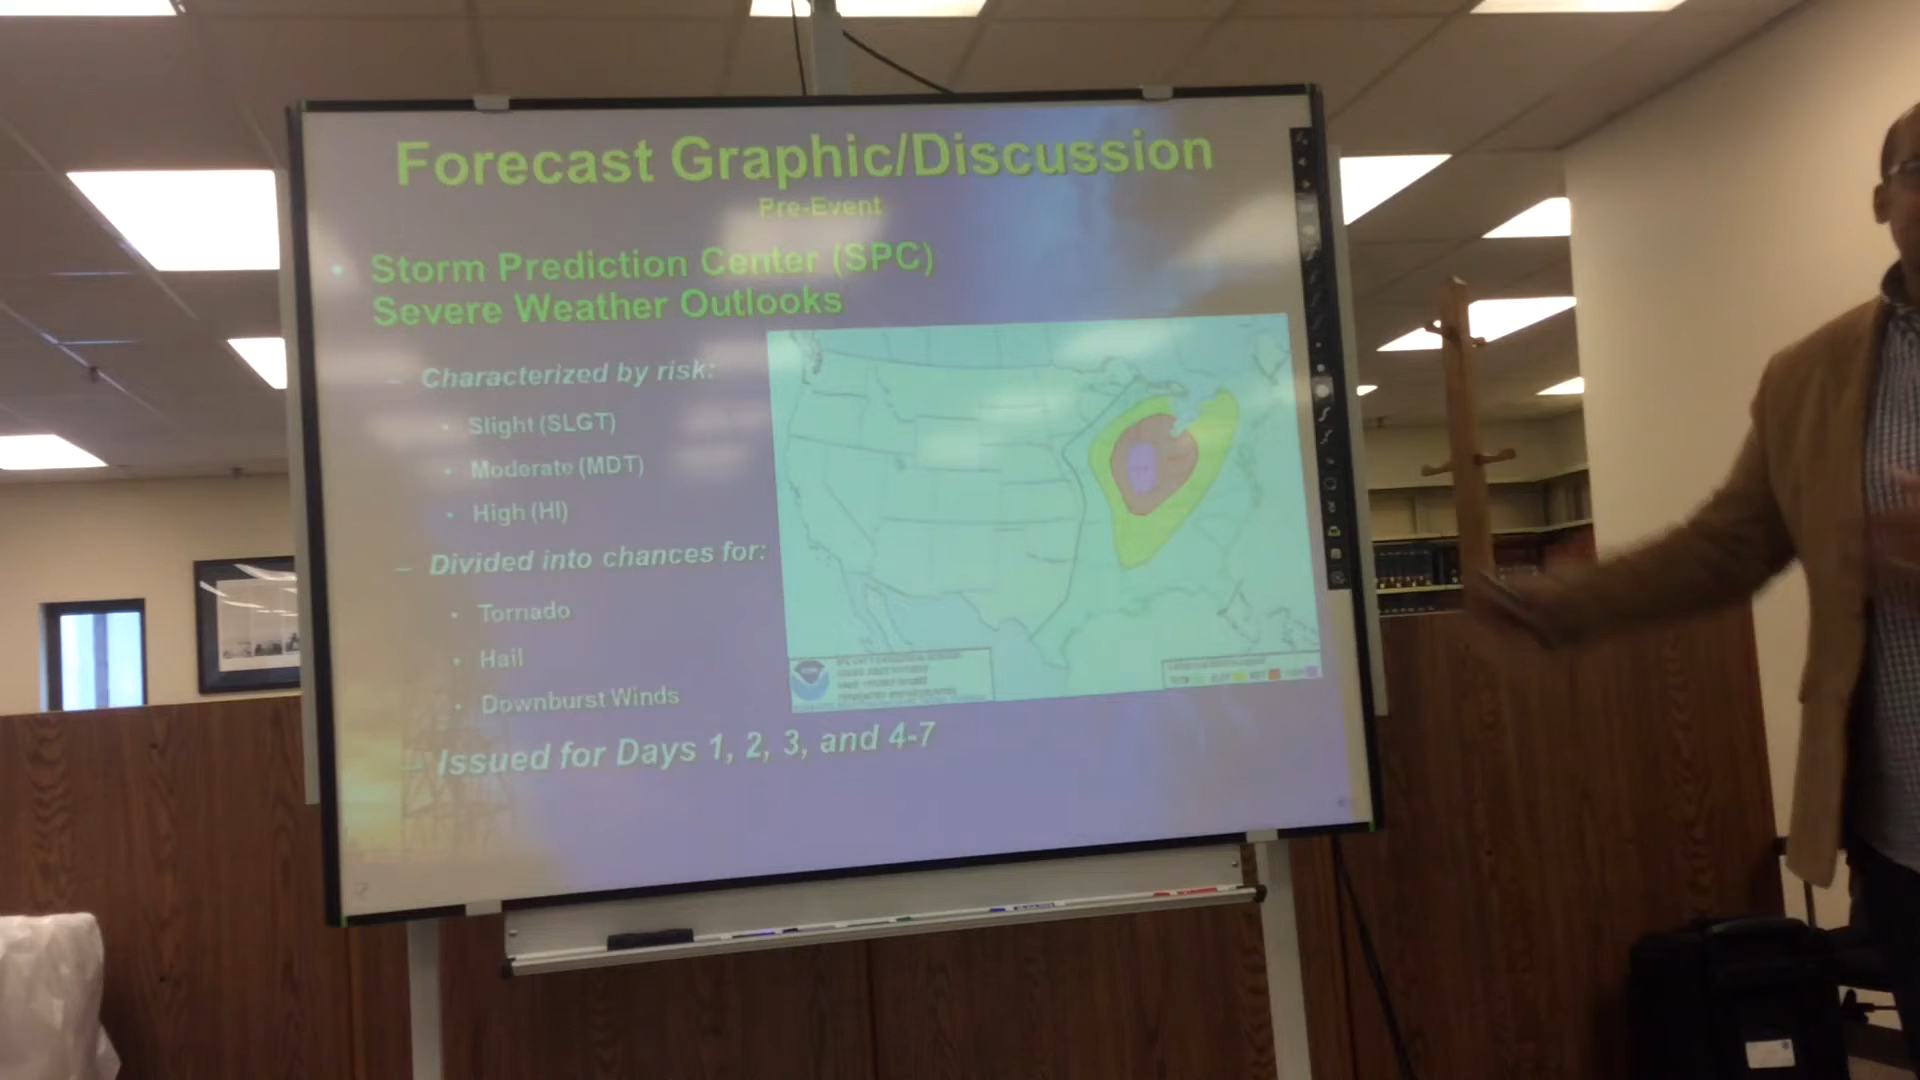 Forecast Graphic/Discussion
Pre-Event
• Storm Prediction Center (SPC)
Severe Weather Outlooks
– Characterized by risk:
• Slight (SLGT)
• Moderate (MDT)
• High (HI)
– Divided into chances for:
• Tornado
• Hail
• Downburst Winds
– Issued for Days 1, 2, 3, and 4-7